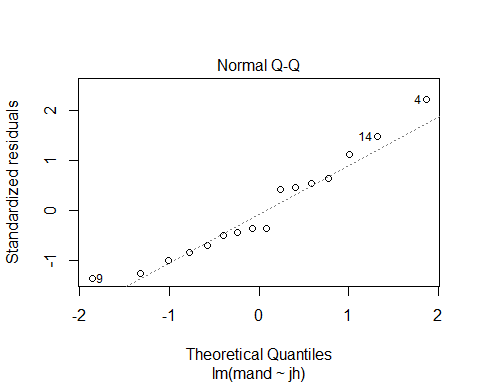 Normal Q-Q
Standardized residuals
2
1
0
-1
4
14
9
-2 -1 0 1 2
Theoretical Quantiles
lm(mand ~ jh)